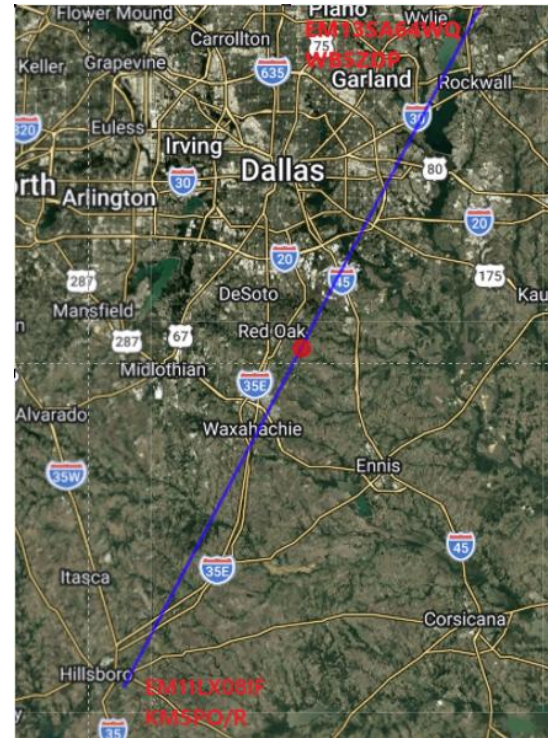 Flower Mound
Wylie
Plano
EM13SA64WQ
Carrollton
75
WB5ZDP
Keller
Grapevine
635
Garland
Rockwall
820
30
Euless
Irving
Dallas
80
30
rth
Arlington
20
20
287
45
175
DeSoto
Kau
Mansfield
n
Red Oak
287
67
Midlothian
35E
Alvarado
Waxahachie
Ennis
35W
45
35E
Itasca
Corsicana
Hillsboro
EM11LX08IF
KM5PO/R
y
35